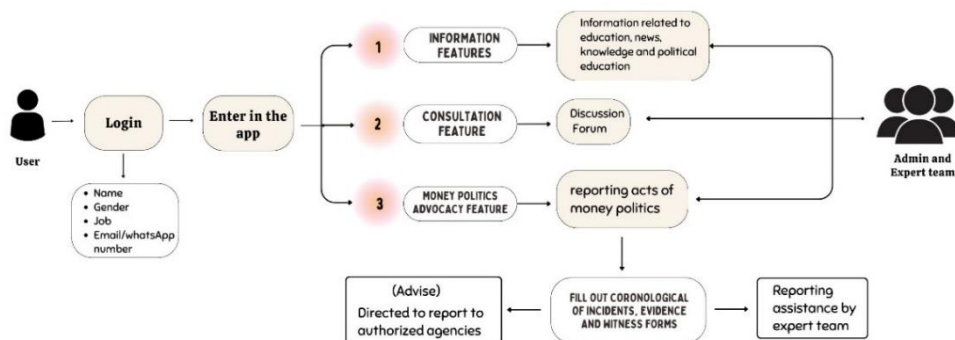 User
Login
• Name
• Gender
• Job
• Email/whatsApp
number
Enter in the
app
1
INFORMATION
FEATURES
Information related to
education, news,
knowledge and political
education
2
CONSULTATION
FEATURE
Discussion
Forum
3
MONEY POLITICS
ADVOCACY FEATURE
reporting acts of
money politics
Admin and
Expert team
(Advise)
Directed to report to
authorized agencies
FILL OUT CORONOLOGICAL
OF INCIDENTS, EVIDENCE
AND WITNESS FORMS
Reporting
assistance by
expert team